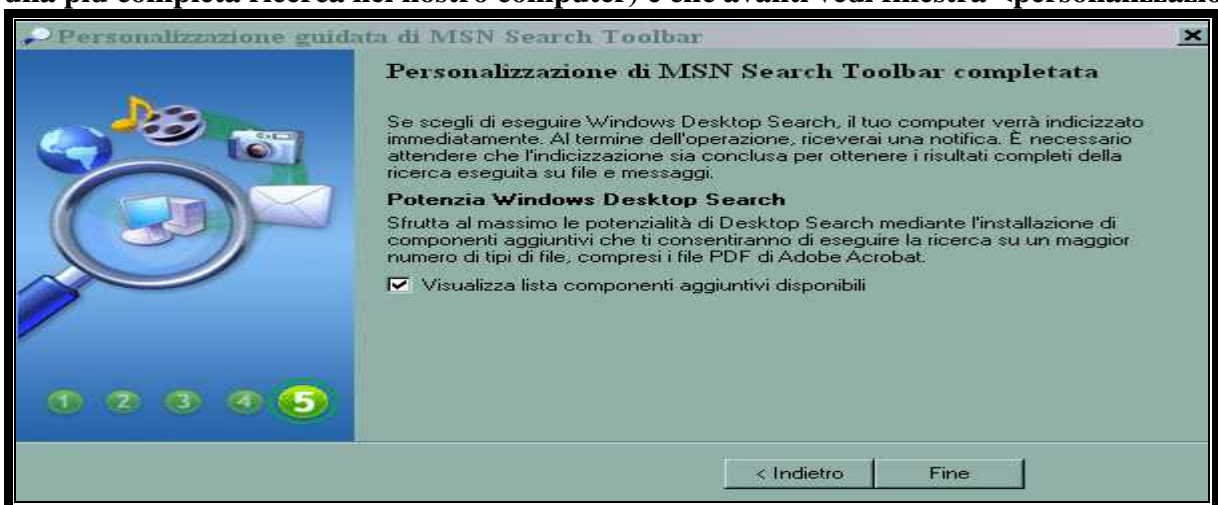 una più completa ricerca nel nostro computer) e che avanti vedi finestra <personalizzazio
Personalizzazione guidata di MSN Search Toolbar
Personalizzazione di MSN Search Toolbar completata
Se scegli di eseguire Windows Desktop Search, il tuo computer verrà indicizzato
immediatamente. Al termine dell'operazione, riceverai una notifica. È necessario
attendere che l'indicizzazione sia conclusa per ottenere i risultati completi della
ricerca eseguita su file e messaggi.
Potenzia Windows Desktop Search
Sfrutta al massimo le potenzialità di Desktop Search mediante l'installazione di
componenti aggiuntivi che ti consentiranno di eseguire la ricerca su un maggior
numero di tipi di file, compresi i file PDF di Adobe Acrobat.
Visualizza lista componenti aggiuntivi disponibili
1 2 3 4 5
< Indietro Fine